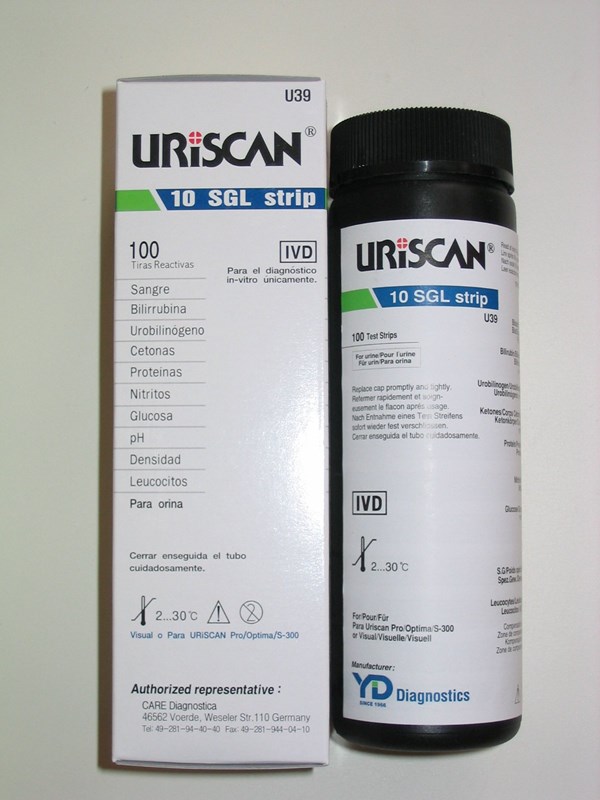 U39
URiSCAN®
10 SGL strip
100
Tiras Reactivas
IVD
Para el diagnóstico
in-vitro únicamente.
Sangre
Bilirrubina
Urobilinógeno
Cetonas
Proteinas
Nitritos
Glucosa
pH
Densidad
Leucocitos
Para orina
Cerrar enseguida el tubo
cuidadosamente.
2...30℃
Visual o Para URiSCAN Pro/Optima/S-300
Authorized representative :
CARE Diagnostica
46562 Voerde, Weseler Str.110 Germany
Tel: 49-281-94-40-40 Fax: 49-281-944-04-10
URiSCAN®
10 SGL strip
U39
100 Test Strips
For urine/Pour l'urine
Für urin/Para orina
Replace cap promptly and tightly.
Refermer rapidement et soign-
eusement le flacon après usage.
Nach Entnahme eines Test Streifens
sofort wieder fest verschliessen.
Cerrar enseguida el tubo cuidadosamente.
IVD
2...30℃
For/Pour/Für
Para Uriscan Pro/Optima/S-300
or Visual/Visuelle/Visuell
Manufacturer:
YD Diagnostics
SINCE 1966
Urobilinogen
Ketones/Corps